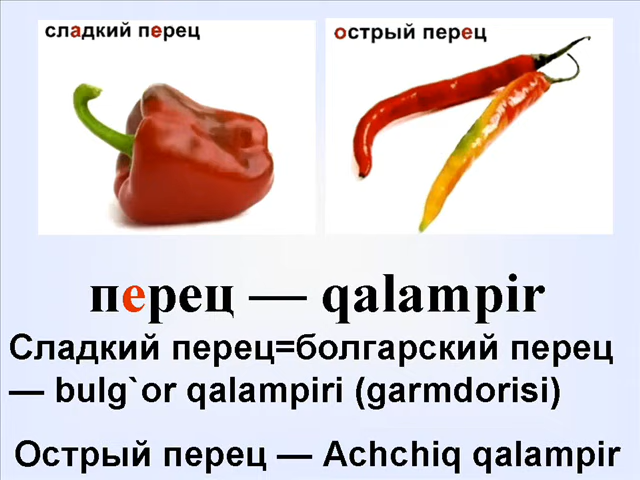 сладкий перец
острый перец
перец — qalampir
Сладкий перец=болгарский перец
— bulg`or qalampiri (garmdorisi)
Острый перец — Achchiq qalampir